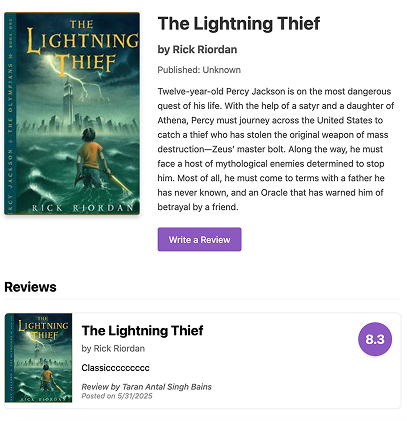 THE
LIGHTNING
THIEF
PERCY JACKSON & THE OLYMPIANS BOOK ONE
RICK RIORDAN
The Lightning Thief
by Rick Riordan
Published: Unknown
Twelve-year-old Percy Jackson is on the most dangerous
quest of his life. With the help of a satyr and a daughter of
Athena, Percy must journey across the United States to
catch a thief who has stolen the original weapon of mass
destruction—Zeus’ master bolt. Along the way, he must
face a host of mythological enemies determined to stop
him. Most of all, he must come to terms with a father he
has never known, and an Oracle that has warned him of
betrayal by a friend.
Write a Review
Reviews
THE
LIGHTNING
THIEF
RICK RIORDAN
The Lightning Thief
by Rick Riordan
Classicccccccccc
Review by Taran Antal Singh Bains
Posted on 5/31/2025
8.3